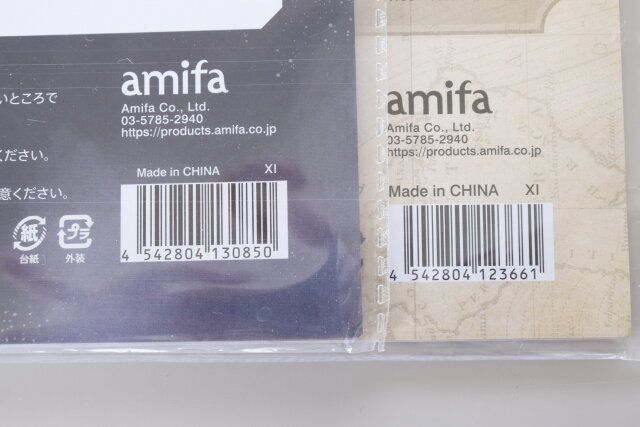 いところで
ください。
意ください。
紙
台紙
プラ
外装
amifa
Amifa Co., Ltd.
03-5785-2940
https://products.amifa.co.jp
Made in CHINA XI
4 542804 130850
amifa
Amifa Co., Ltd.
03-5785-2940
https://products.amifa.co.jp
Made in CHINA XI
4 542804 123661